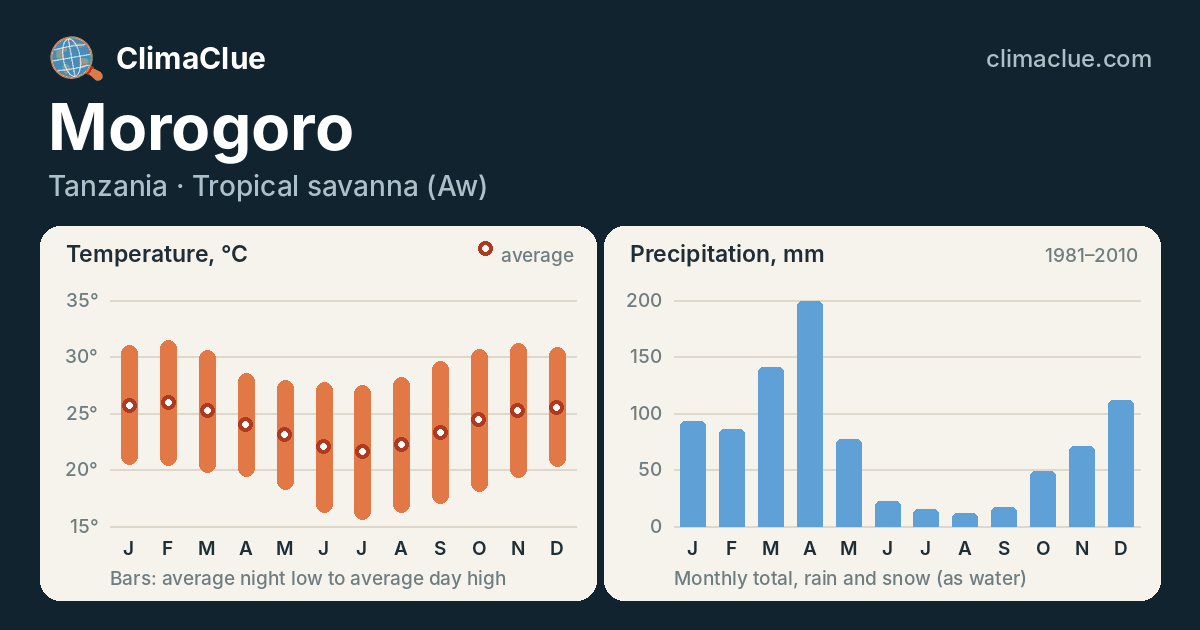 ClimaClue
climaclue.com
Morogoro
Tanzania · Tropical savanna (Aw)
Temperature, °C
average
35°
30°
25°
20°
15°
J F M A M J J A S O N D
Bars: average night low to average day high
Precipitation, mm
1981–2010
200
150
100
50
0
J F M A M J J A S O N D
Monthly total, rain and snow (as water)